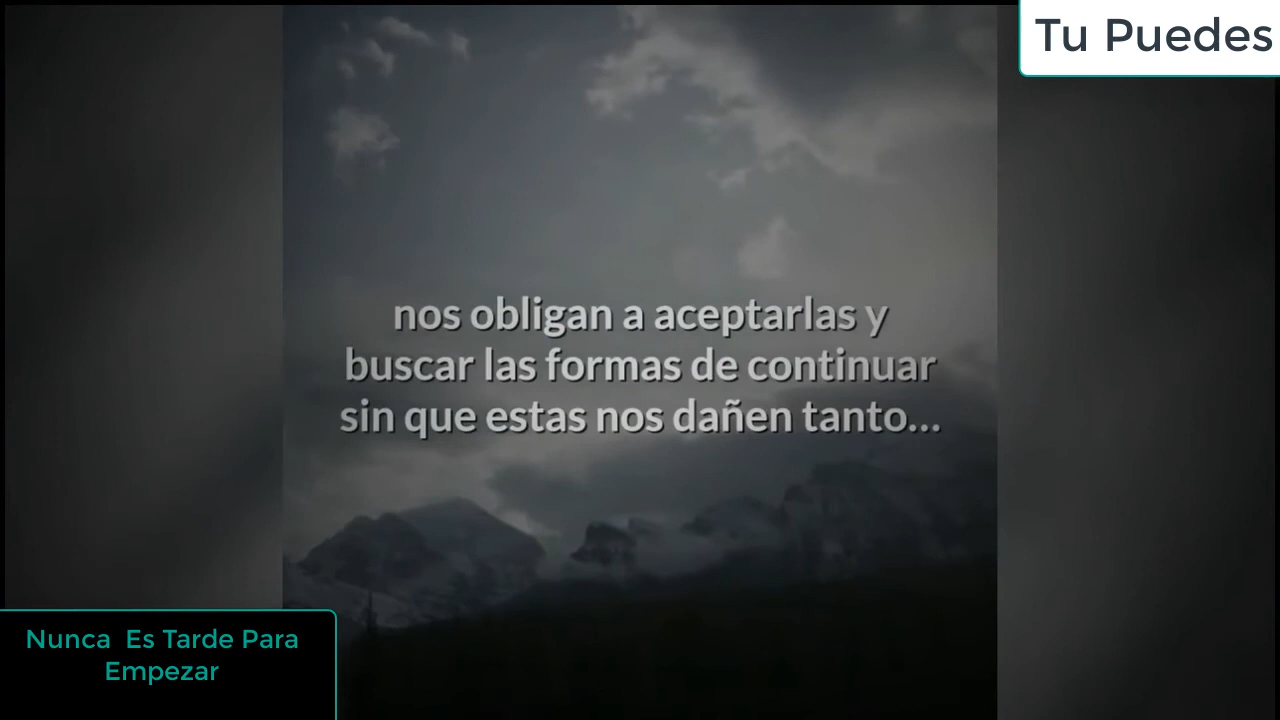 Tu Puedes
nos obligan a aceptarlas y
buscar las formas de continuar
sin que estas nos dañen tanto...
Nunca Es Tarde Para
Empezar